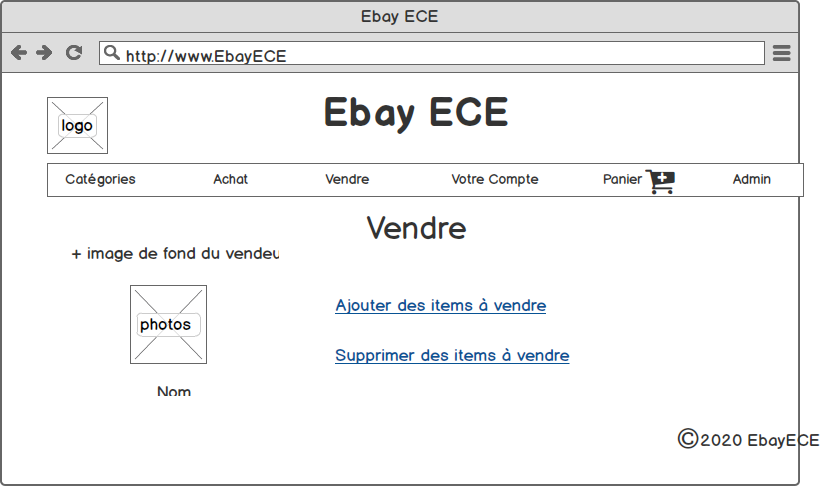 Ebay ECE
http://www.EbayECE
logo
Ebay ECE
Catégories Achat Vendre Votre Compte Panier Admin
Vendre
+ image de fond du vendeu
Ajouter des items à vendre
photos
Supprimer des items à vendre
Nom
©2020 EbayECE